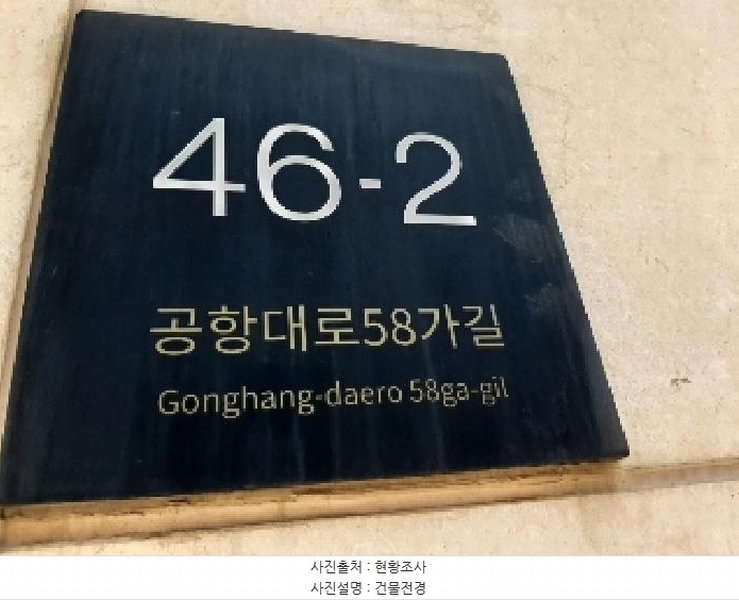 46-2
공항대로58가길
Gonghang-daero 58ga-gil
사진출처 : 현황조사
사진설명 : 건물전경